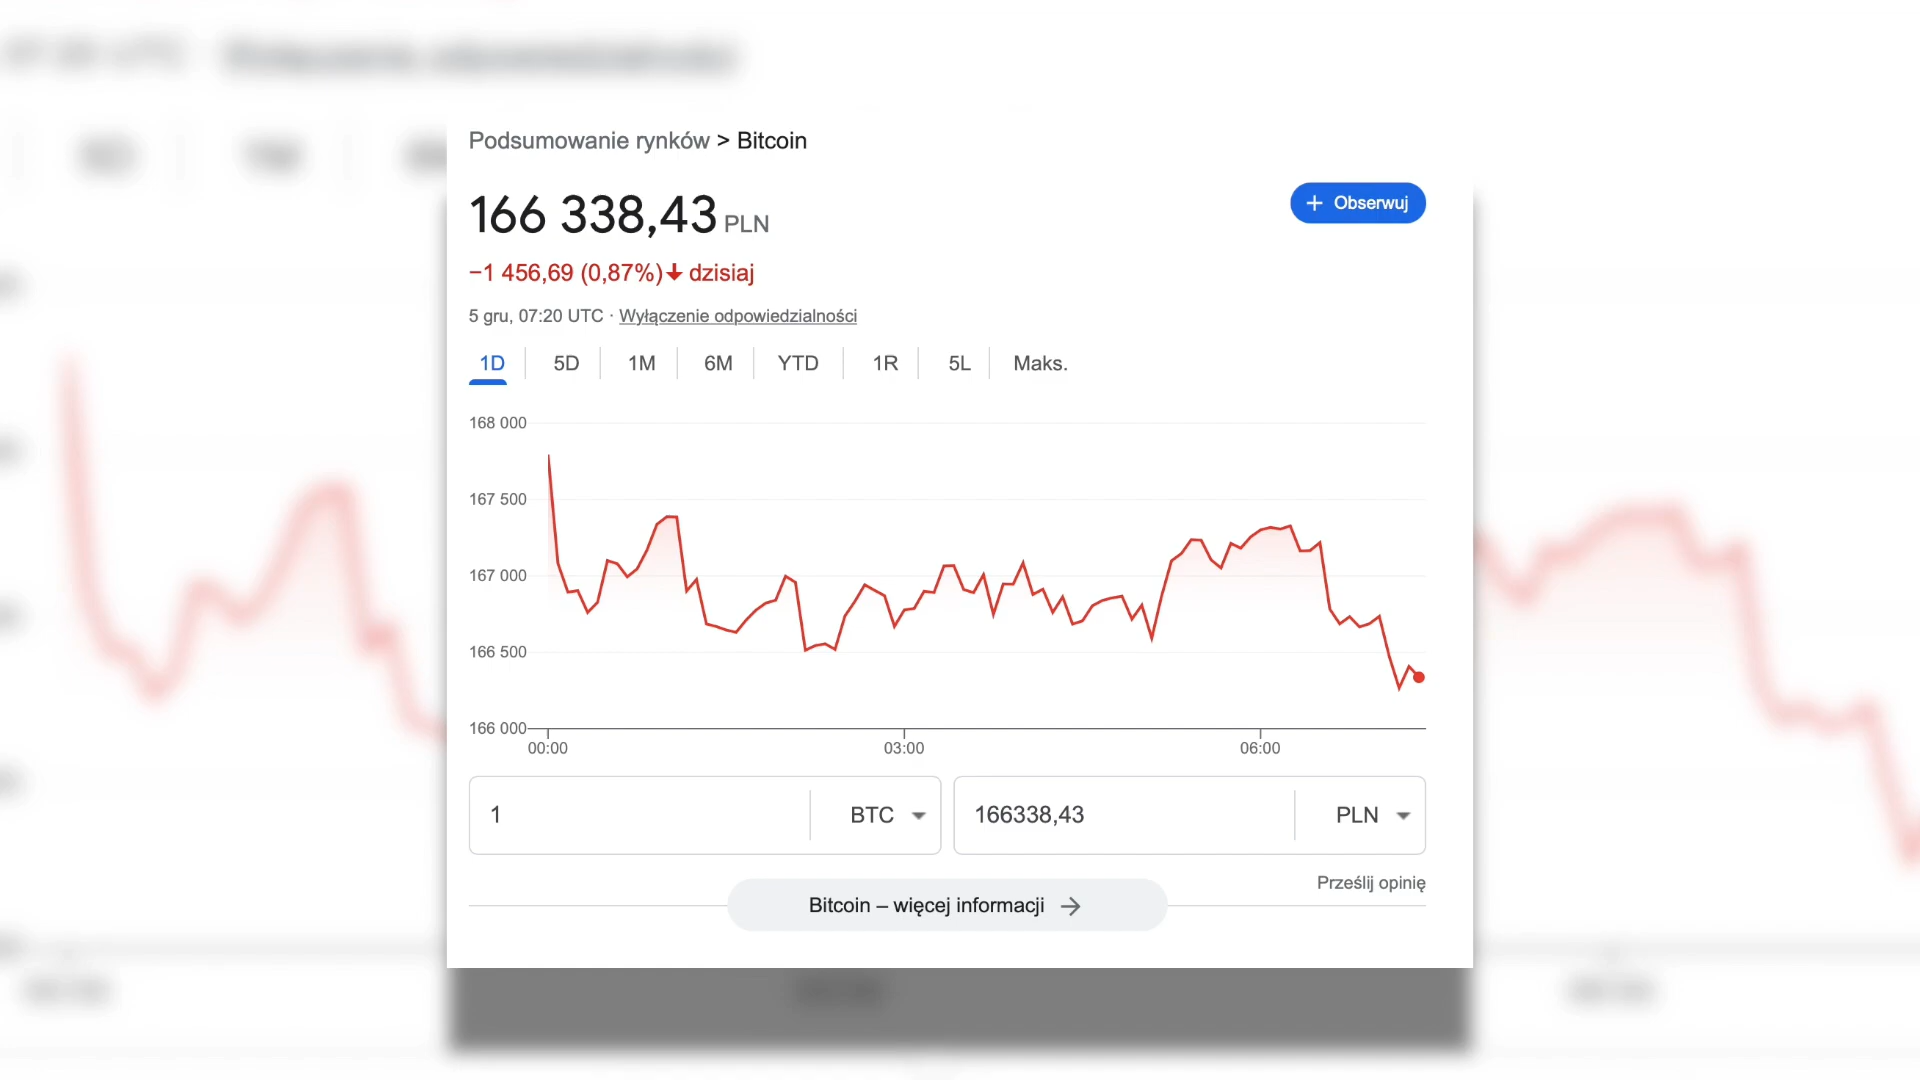 Podsumowanie rynków > Bitcoin
166 338,43 PLN
+ Obserwuj
−1 456,69 (0,87%) dzisiaj
5 gru, 07:20 UTC · Wyłączenie odpowiedzialności
1D 5D 1M 6M YTD 1R 5L Maks.
168 000
167 500
167 000
166 500
166 000
00:00 03:00 06:00
1 BTC 166338,43 PLN
Prześlij opinię
Bitcoin – więcej informacji